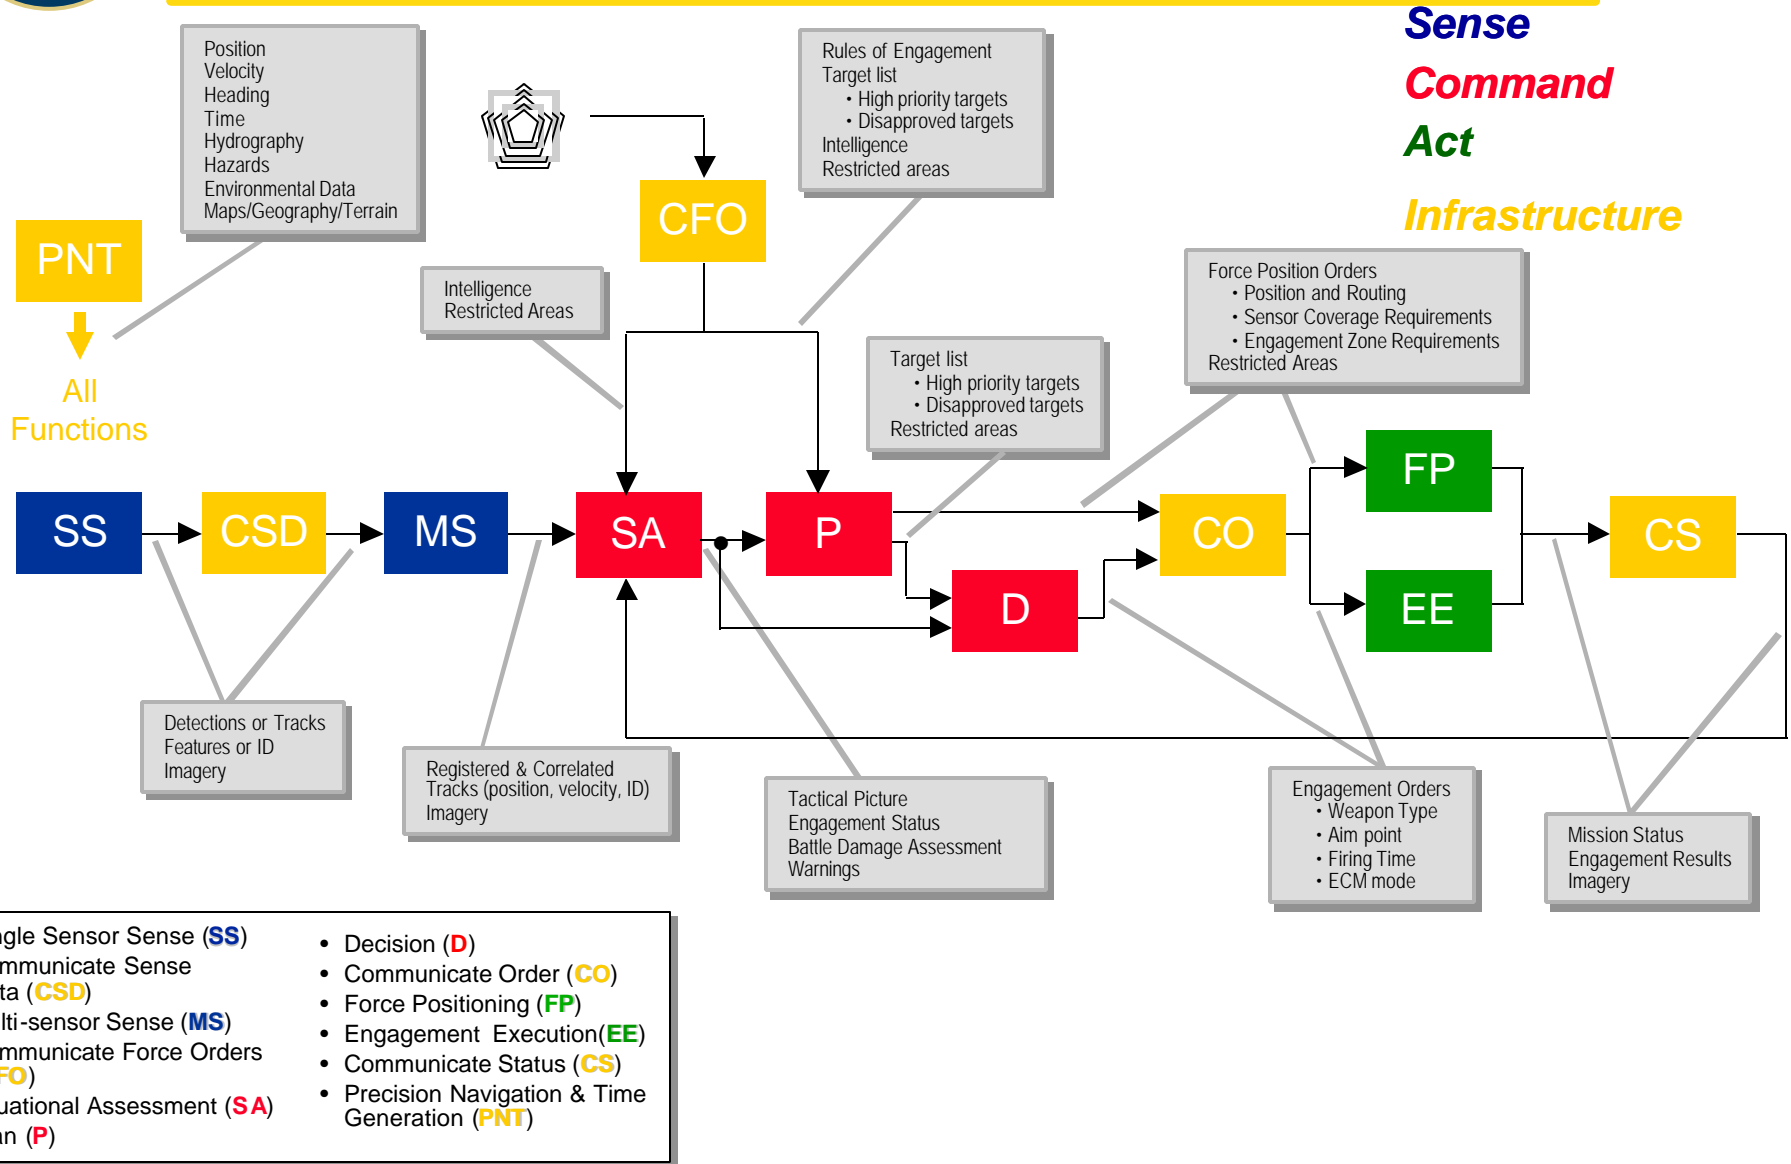 Sense
Command
Act
Infrastructure
Position
Velocity
Heading
Time
Hydrography
Hazards
Environmental Data
Maps/Geography/Terrain
Rules of Engagement
Target list
• High priority targets
• Disapproved targets
Intelligence
Restricted areas
PNT
All
Functions
CFO
Intelligence
Restricted Areas
Force Position Orders
• Position and Routing
• Sensor Coverage Requirements
• Engagement Zone Requirements
Restricted Areas
Target list
• High priority targets
• Disapproved targets
Restricted areas
SS
CSD
MS
SA
P
D
CO
FP
EE
CS
Detections or Tracks
Features or ID
Imagery
Registered & Correlated
Tracks (position, velocity, ID)
Imagery
Tactical Picture
Engagement Status
Battle Damage Assessment
Warnings
Engagement Orders
• Weapon Type
• Aim point
• Firing Time
• ECM mode
Mission Status
Engagement Results
Imagery
ngle Sensor Sense (SS)
mmunicate Sense
ta (CSD)
lti-sensor Sense (MS)
mmunicate Force Orders
FO)
uational Assessment (SA)
an (P)
• Decision (D)
• Communicate Order (CO)
• Force Positioning (FP)
• Engagement Execution(EE)
• Communicate Status (CS)
• Precision Navigation & Time
Generation (PNT)